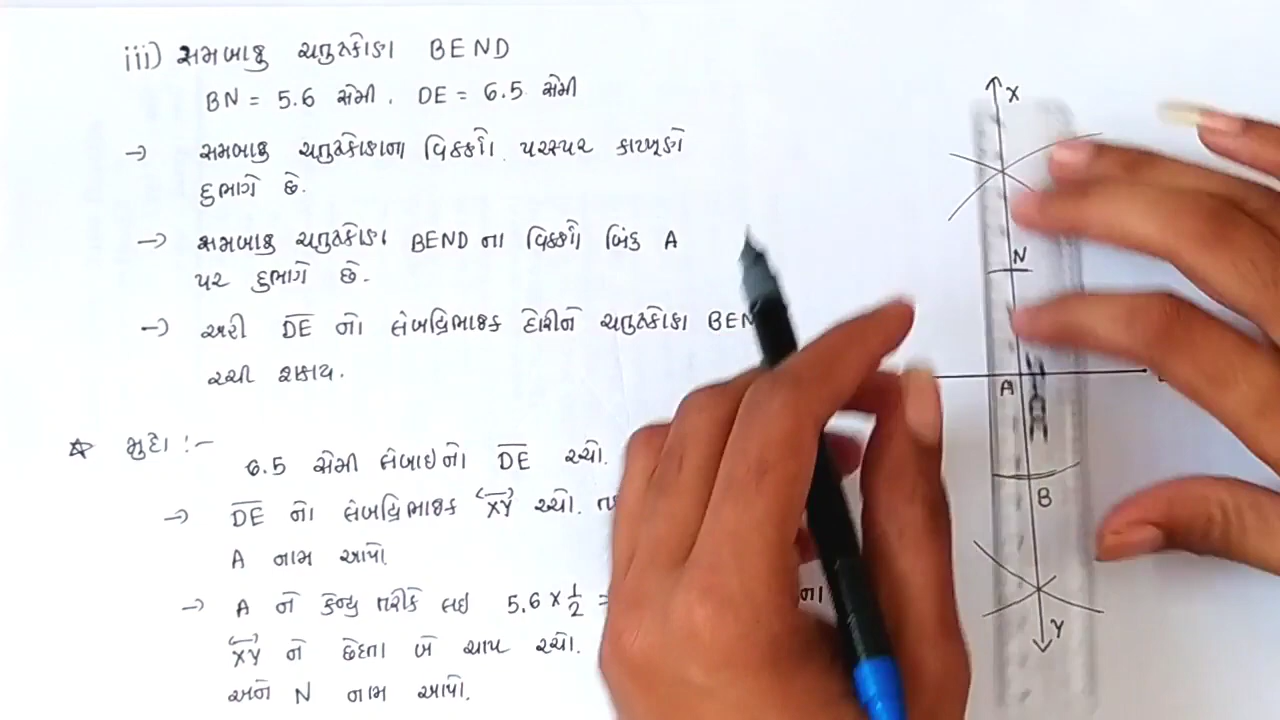 iii) સમબાજુ ચતુષ્કોણ BEND
BN = 5.6 સેમી. DE = 6.5 સેમી
→ સમબાજુ ચતુષ્કોણના વિકર્ણો પરસ્પર કાટખૂણે
દુભાગે છે.
→ સમબાજુ ચતુષ્કોણ BEND ના વિકર્ણો બિંદુ A
પર દુભાગે છે.
→ અહી DE નો લંબદ્વિભાજક દોરીને ચતુષ્કોણ BEN
રચી શકાય.
☆ મુદ્દા :-
6.5 સેમી લંબાઈનો DE રચો.
→ DE નો લંબદ્વિભાજક XY રચો.
A નામ આપો.
→ A ને કેન્દ્ર તરીકે લઇ 5.6 × 1/2 =
XY ને છેદતા બે ચાપ રચો.
અને N નામ આપો.
X
N
A
B
Y